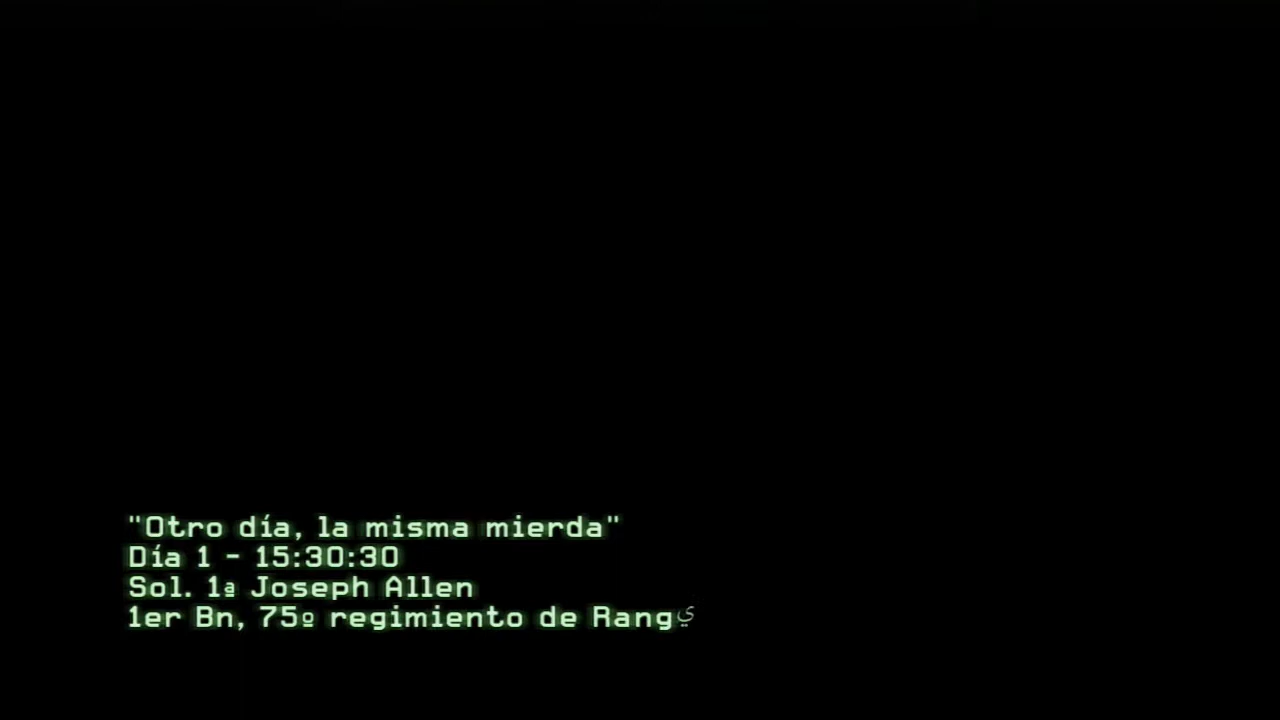 "Otro día, la misma mierda"
Día 1 - 15:30:30
Sol. 1ª Joseph Allen
1er Bn, 75º regimiento de Rangي